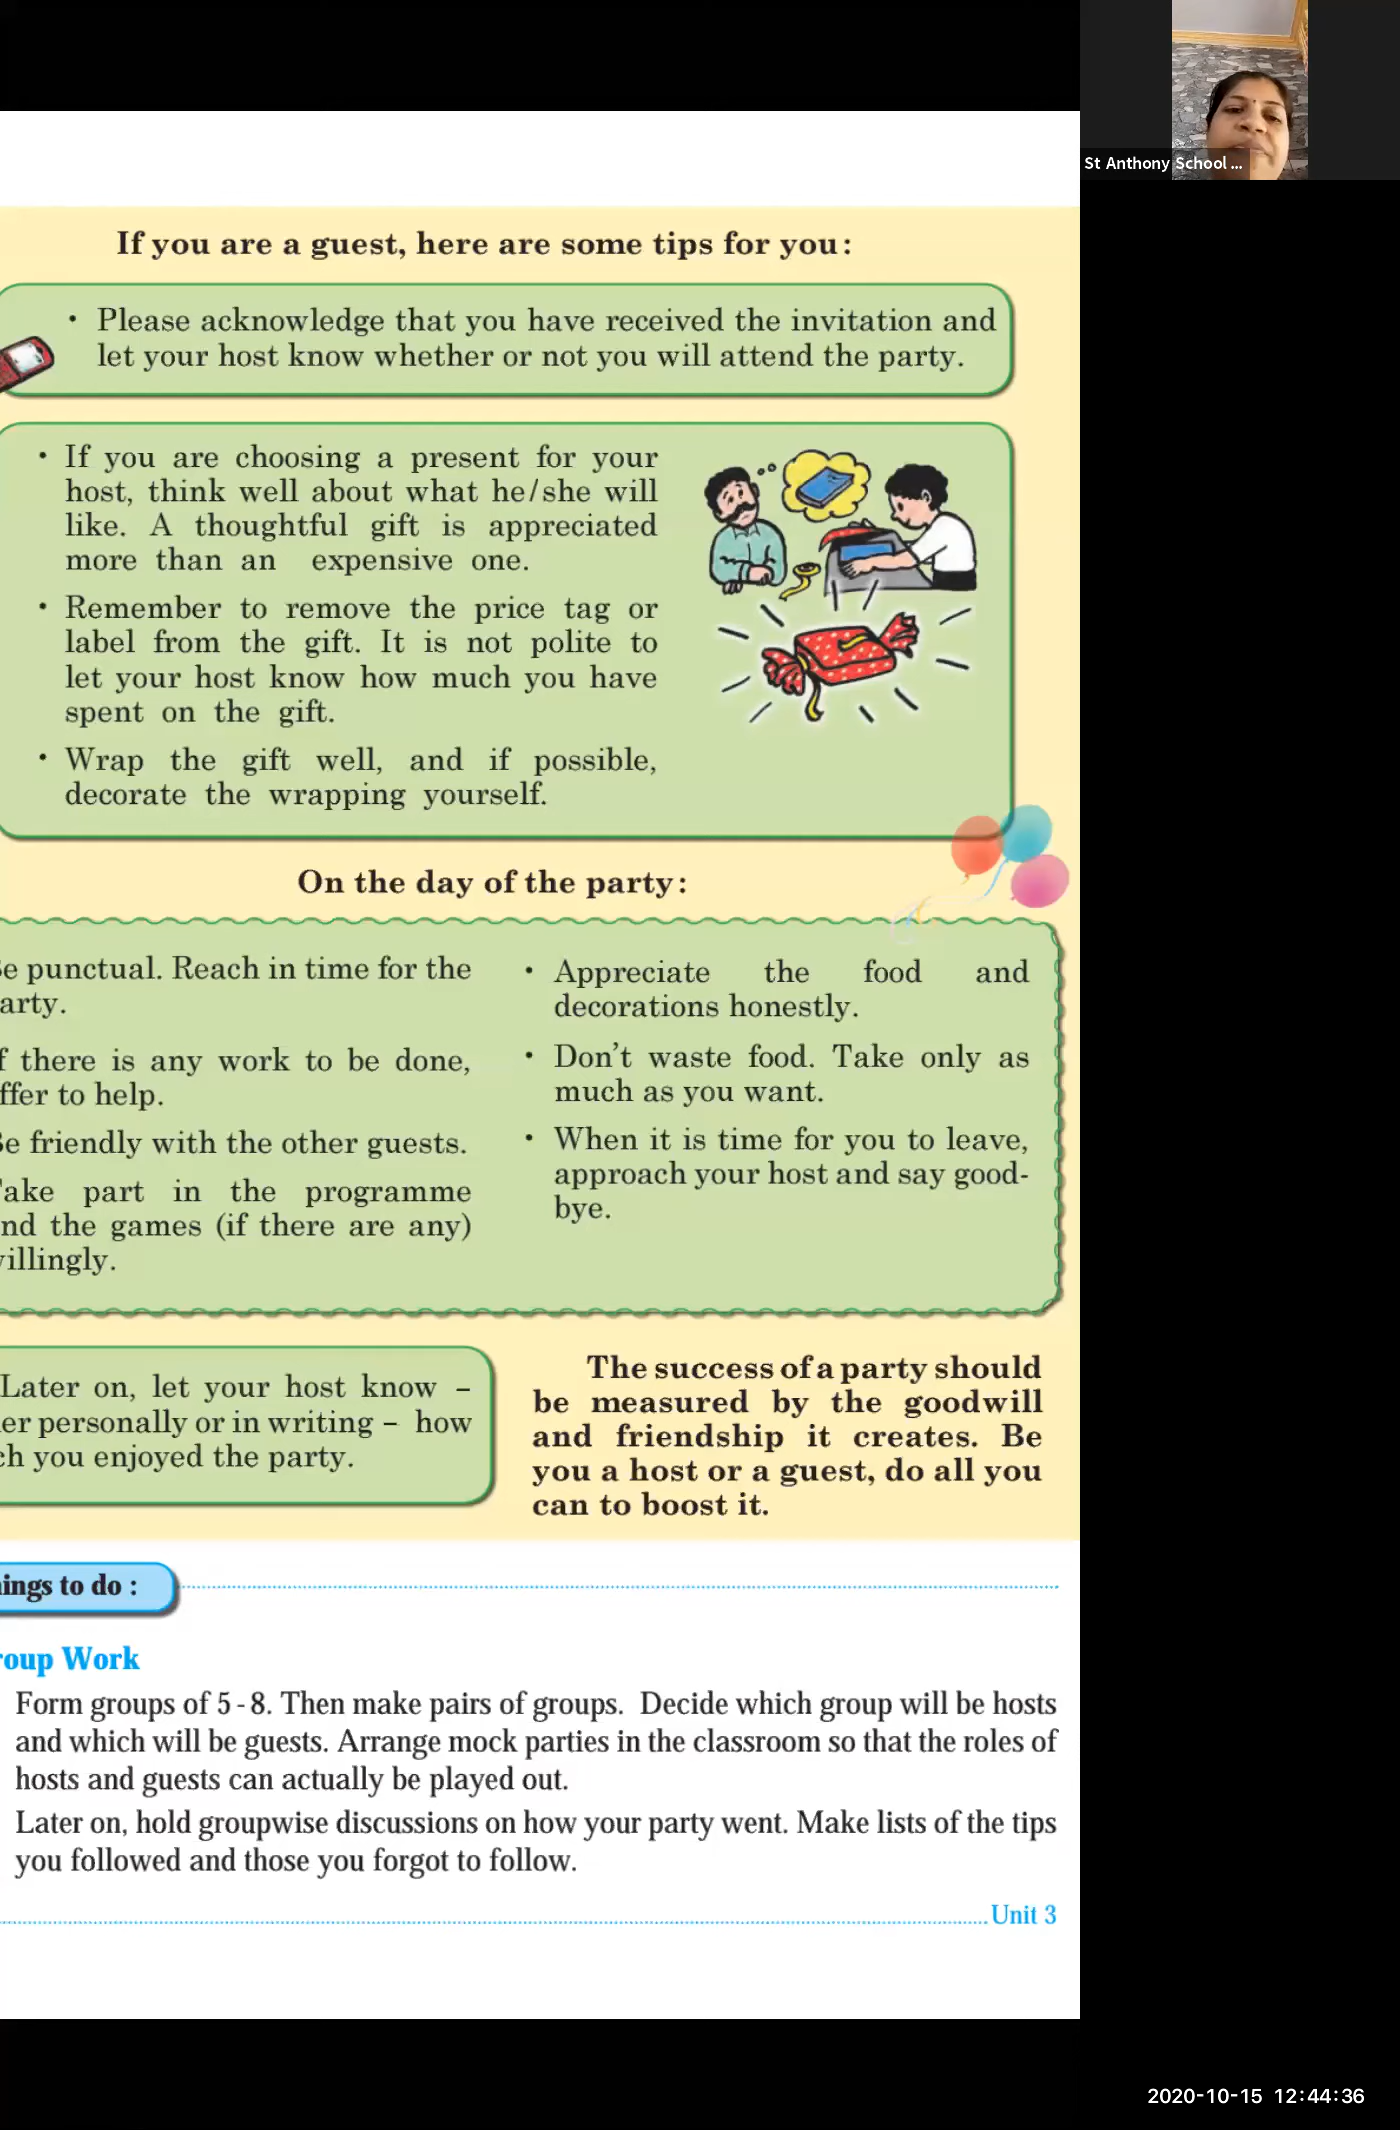 St Anthony School ...
If you are a guest, here are some tips for you:
• Please acknowledge that you have received the invitation and
let your host know whether or not you will attend the party.
• If you are choosing a present for your
host, think well about what he/she will
like. A thoughtful gift is appreciated
more than an expensive one.
• Remember to remove the price tag or
label from the gift. It is not polite to
let your host know how much you have
spent on the gift.
• Wrap the gift well, and if possible,
decorate the wrapping yourself.
On the day of the party:
e punctual. Reach in time for the
arty.
f there is any work to be done,
ffer to help.
e friendly with the other guests.
ake part in the programme
nd the games (if there are any)
illingly.
• Appreciate the food and
decorations honestly.
• Don't waste food. Take only as
much as you want.
• When it is time for you to leave,
approach your host and say good-
bye.
Later on, let your host know –
er personally or in writing – how
ch you enjoyed the party.
The success of a party should
be measured by the goodwill
and friendship it creates. Be
you a host or a guest, do all you
can to boost it.
ings to do :
roup Work
Form groups of 5 - 8. Then make pairs of groups. Decide which group will be hosts
and which will be guests. Arrange mock parties in the classroom so that the roles of
hosts and guests can actually be played out.
Later on, hold groupwise discussions on how your party went. Make lists of the tips
you followed and those you forgot to follow.
Unit 3
2020-10-15 12:44:36